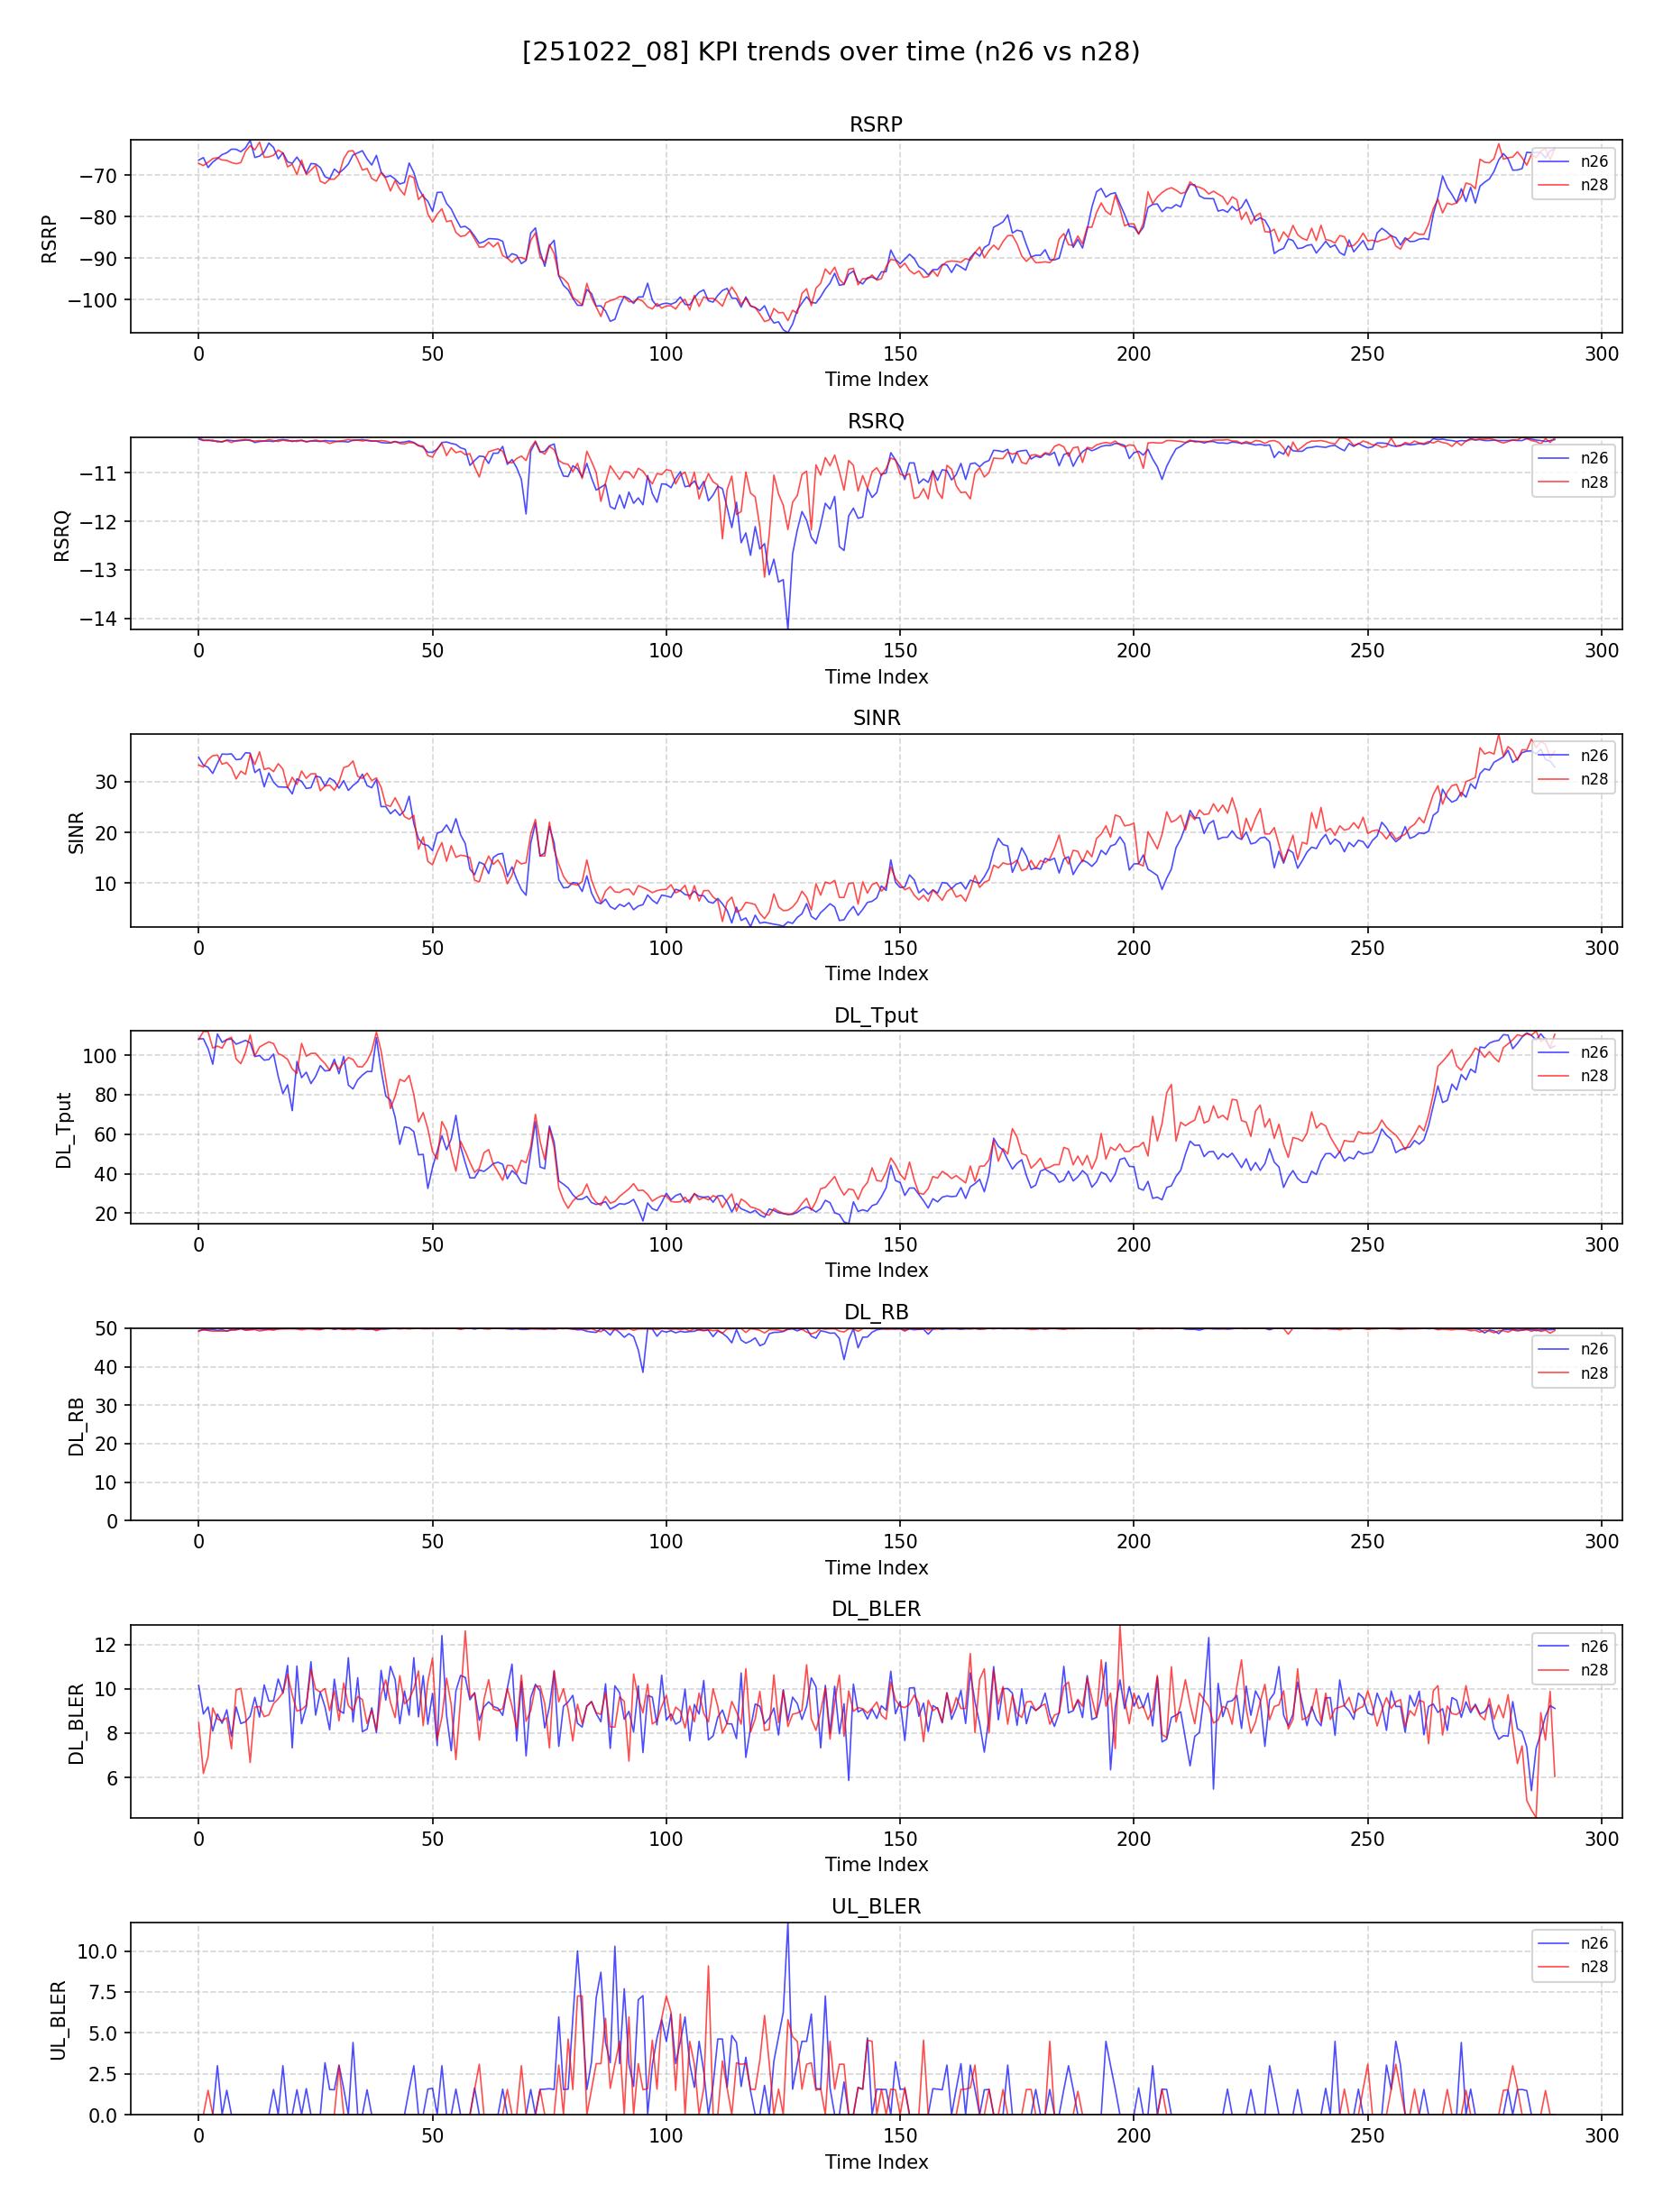 [251022_08] KPI trends over time (n26 vs n28)
RSRP
RSRP
−70
−80
−90
−100
n26
n28
0 50 100 150 200 250 300
Time Index
RSRQ
RSRQ
−11
−12
−13
−14
n26
n28
0 50 100 150 200 250 300
Time Index
SINR
SINR
30
20
10
n26
n28
0 50 100 150 200 250 300
Time Index
DL_Tput
DL_Tput
100
80
60
40
20
n26
n28
0 50 100 150 200 250 300
Time Index
DL_RB
DL_RB
50
40
30
20
10
0
n26
n28
0 50 100 150 200 250 300
Time Index
DL_BLER
DL_BLER
12
10
8
6
n26
n28
0 50 100 150 200 250 300
Time Index
UL_BLER
UL_BLER
10.0
7.5
5.0
2.5
0.0
n26
n28
0 50 100 150 200 250 300
Time Index